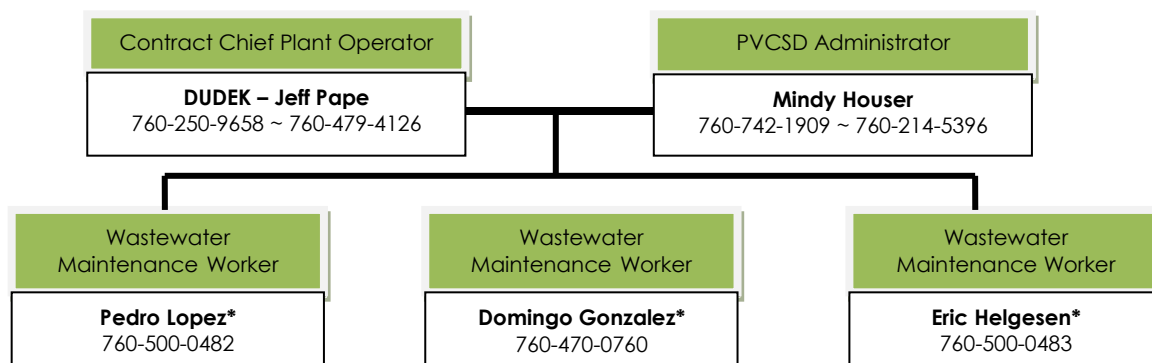 Contract Chief Plant Operator
DUDEK – Jeff Pape
760-250-9658 ~ 760-479-4126
PVCSD Administrator
Mindy Houser
760-742-1909 ~ 760-214-5396
Wastewater
Maintenance Worker
Pedro Lopez*
760-500-0482
Wastewater
Maintenance Worker
Domingo Gonzalez*
760-470-0760
Wastewater
Maintenance Worker
Eric Helgesen*
760-500-0483